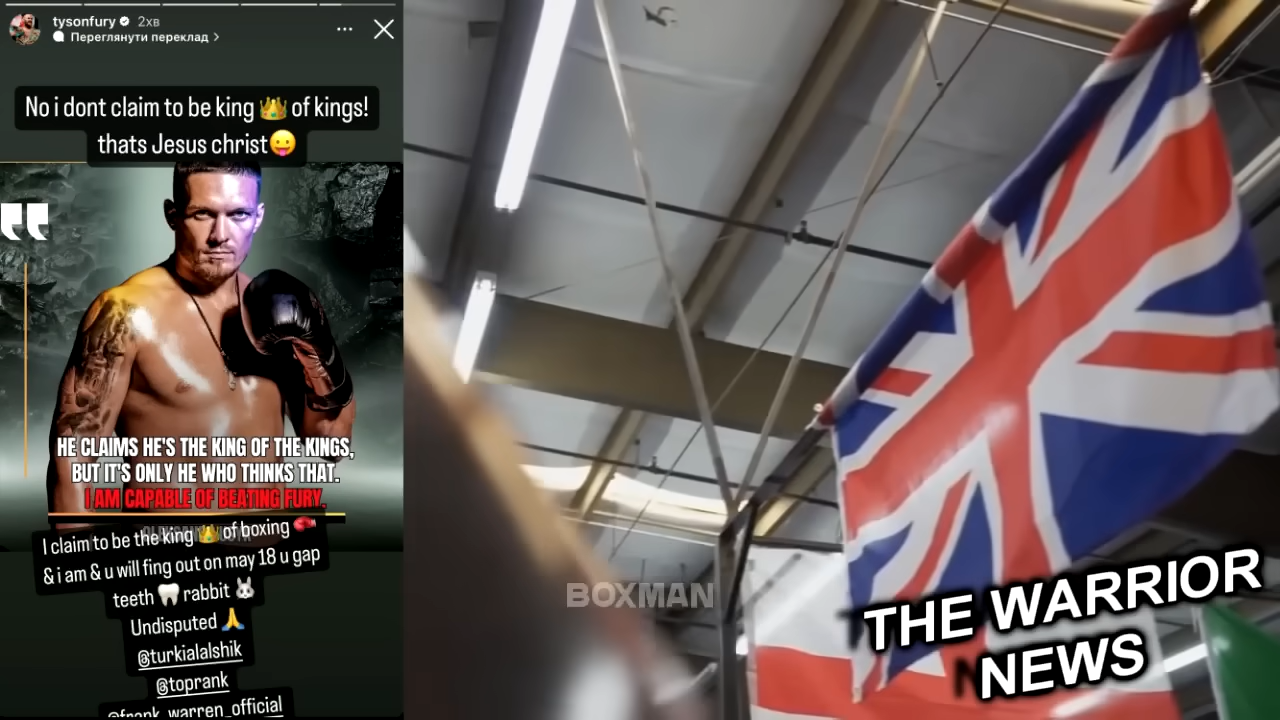 tysonfury 2хв
Переглянути переклад
No i dont claim to be king 👑 of kings!
thats Jesus christ😛
HE CLAIMS HE'S THE KING OF THE KINGS,
BUT IT'S ONLY HE WHO THINKS THAT.
I AM CAPABLE OF BEATING FURY.
I claim to be the king 👑 of boxing 🥊
& i am & u will fing out on may 18 u gap
teeth 🦷 rabbit 🐰
Undisputed 🙏
@turkialalshik
@toprank
@frank_warren_official
BOXMAN
THE WARRIOR
NEWS